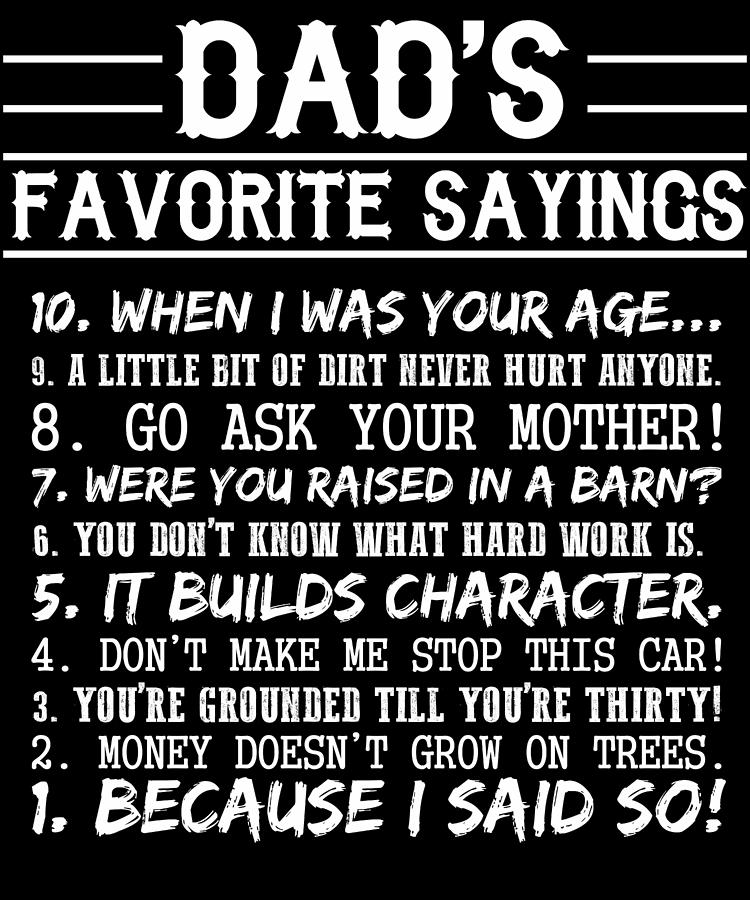 DAD'S
FAVORITE SAYINGS
10. WHEN I WAS YOUR AGE...
9. A LITTLE BIT OF DIRT NEVER HURT ANYONE.
8. GO ASK YOUR MOTHER!
7. WERE YOU RAISED IN A BARN?
6. YOU DON'T KNOW WHAT HARD WORK IS.
5. IT BUILDS CHARACTER.
4. DON'T MAKE ME STOP THIS CAR!
3. YOU'RE GROUNDED TILL YOU'RE THIRTY!
2. MONEY DOESN'T GROW ON TREES.
1. BECAUSE I SAID SO!